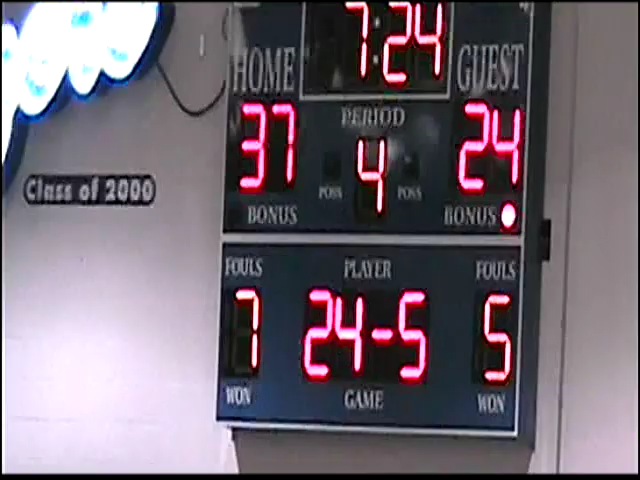 7:24
HOME GUEST
37 PERIOD 24
4
POSS POSS
BONUS BONUS
Class of 2000
FOULS PLAYER FOULS
7 24-5 5
WON GAME WON